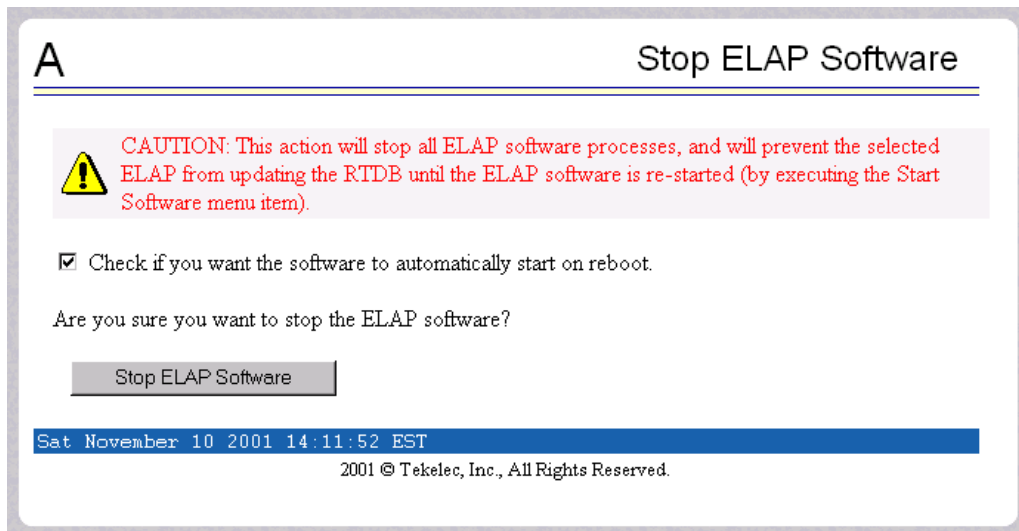 A
Stop ELAP Software
CAUTION: This action will stop all ELAP software processes, and will prevent the selected
ELAP from updating the RTDB until the ELAP software is re-started (by executing the Start
Software menu item).
Check if you want the software to automatically start on reboot.
Are you sure you want to stop the ELAP software?
Stop ELAP Software
Sat November 10 2001 14:11:52 EST
2001 © Tekelec, Inc., All Rights Reserved.